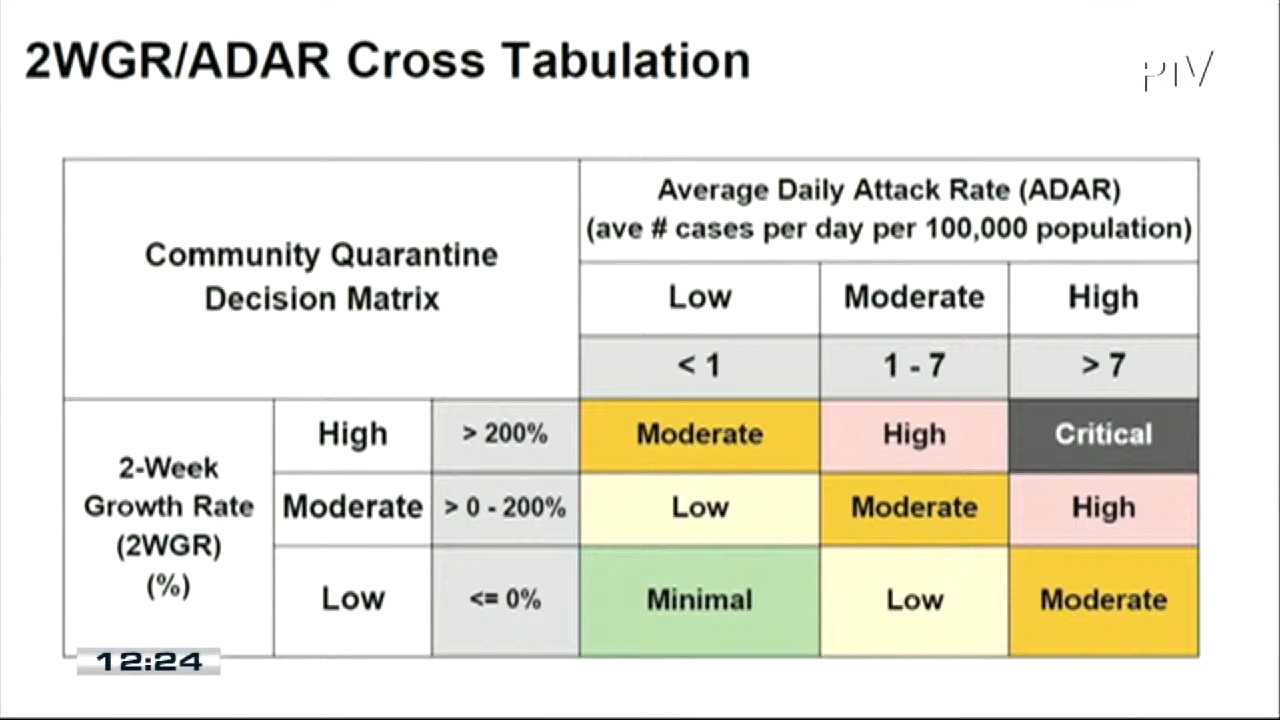 2WGR/ADAR Cross Tabulation
PTV
Community Quarantine
Decision Matrix
Average Daily Attack Rate (ADAR)
(ave # cases per day per 100,000 population)
Low Moderate High
< 1 1 - 7 > 7
2-Week
Growth Rate
(2WGR)
(%)
High > 200% Moderate High Critical
Moderate > 0 - 200% Low Moderate High
Low <= 0% Minimal Low Moderate
12:24